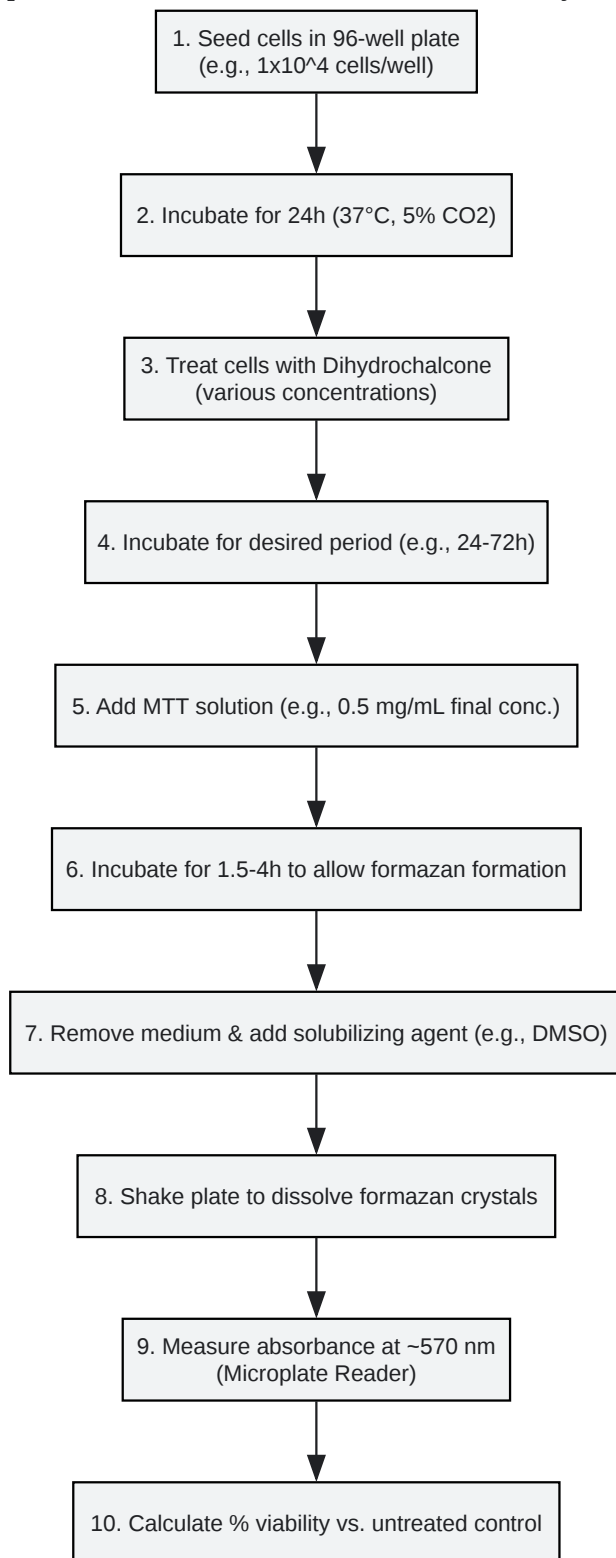 1. Seed cells in 96-well plate
(e.g., 1x10^4 cells/well)
2. Incubate for 24h (37°C, 5% CO2)
3. Treat cells with Dihydrochalcone
(various concentrations)
4. Incubate for desired period (e.g., 24-72h)
5. Add MTT solution (e.g., 0.5 mg/mL final conc.)
6. Incubate for 1.5-4h to allow formazan formation
7. Remove medium & add solubilizing agent (e.g., DMSO)
8. Shake plate to dissolve formazan crystals
9. Measure absorbance at ~570 nm
(Microplate Reader)
10. Calculate % viability vs. untreated control